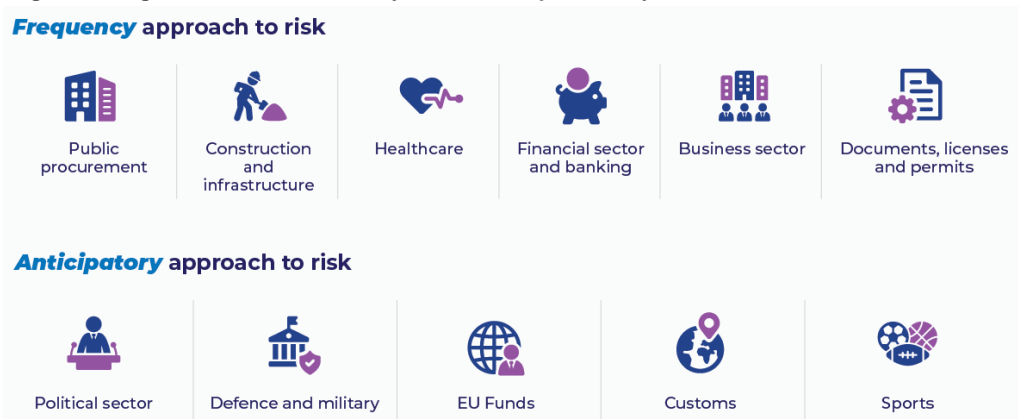 Frequency approach to risk
Public
procurement
Construction
and
infrastructure
Healthcare
Financial sector
and banking
Business sector
Documents, licenses
and permits
Anticipatory approach to risk
Political sector
Defence and military
EU Funds
Customs
Sports